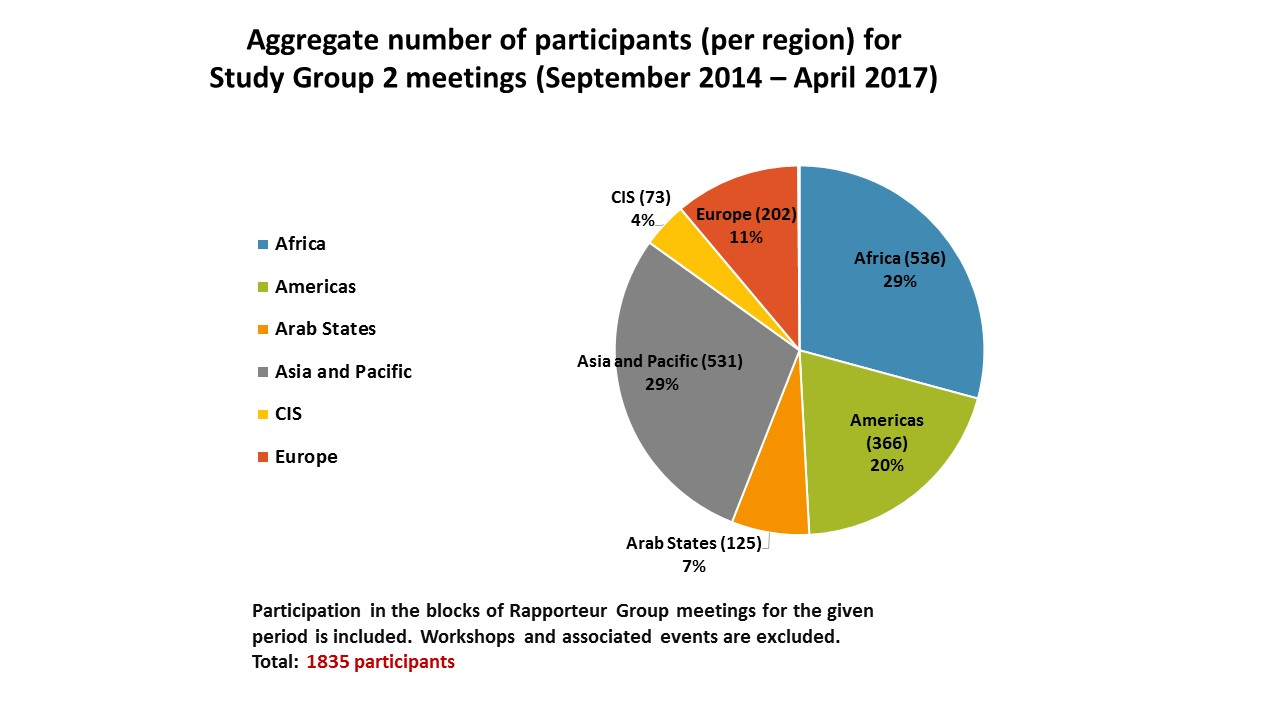 Aggregate number of participants (per region) for
Study Group 2 meetings (September 2014 – April 2017)
Africa
Americas
Arab States
Asia and Pacific
CIS
Europe
CIS (73)
4%
Europe (202)
11%
Africa (536)
29%
Asia and Pacific (531)
29%
Americas
(366)
20%
Arab States (125)
7%
Participation in the blocks of Rapporteur Group meetings for the given
period is included. Workshops and associated events are excluded.
Total: 1835 participants